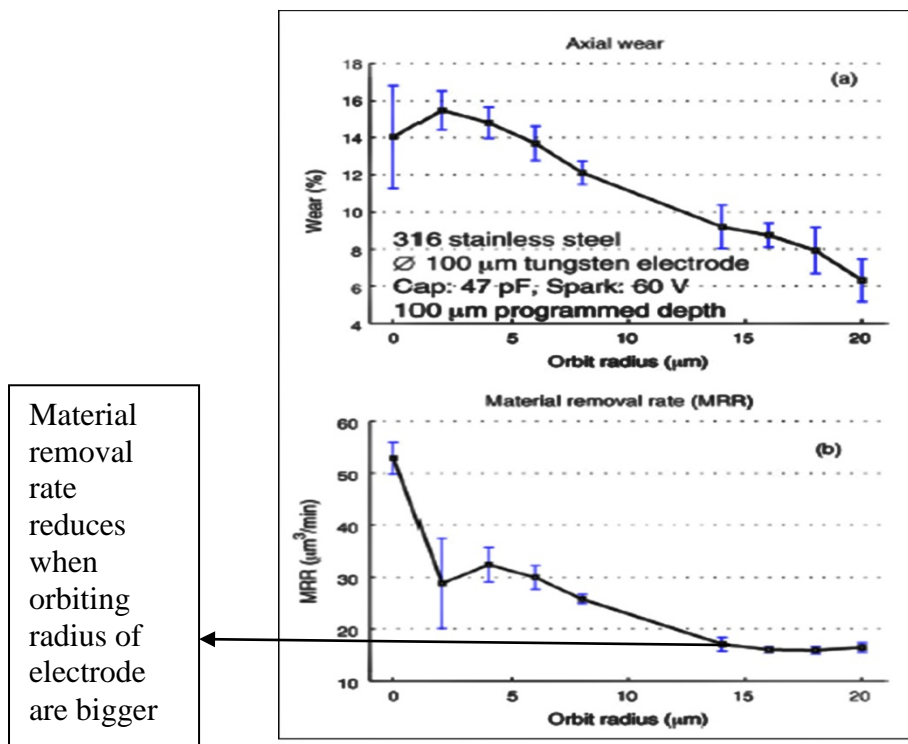 Axial wear
(a)
18
16
14
12
10
8
6
4
Wear (%)
316 stainless steel
Ø 100 μm tungsten electrode
Cap: 47 pF, Spark: 60 V
100 μm programmed depth
0 5 10 15 20
Orbit radius (μm)
Material removal rate (MRR)
(b)
60
50
40
30
20
10
MRR (μm³/min)
0 5 10 15 20
Orbit radius (μm)
Material
removal
rate
reduces
when
orbiting
radius of
electrode
are bigger